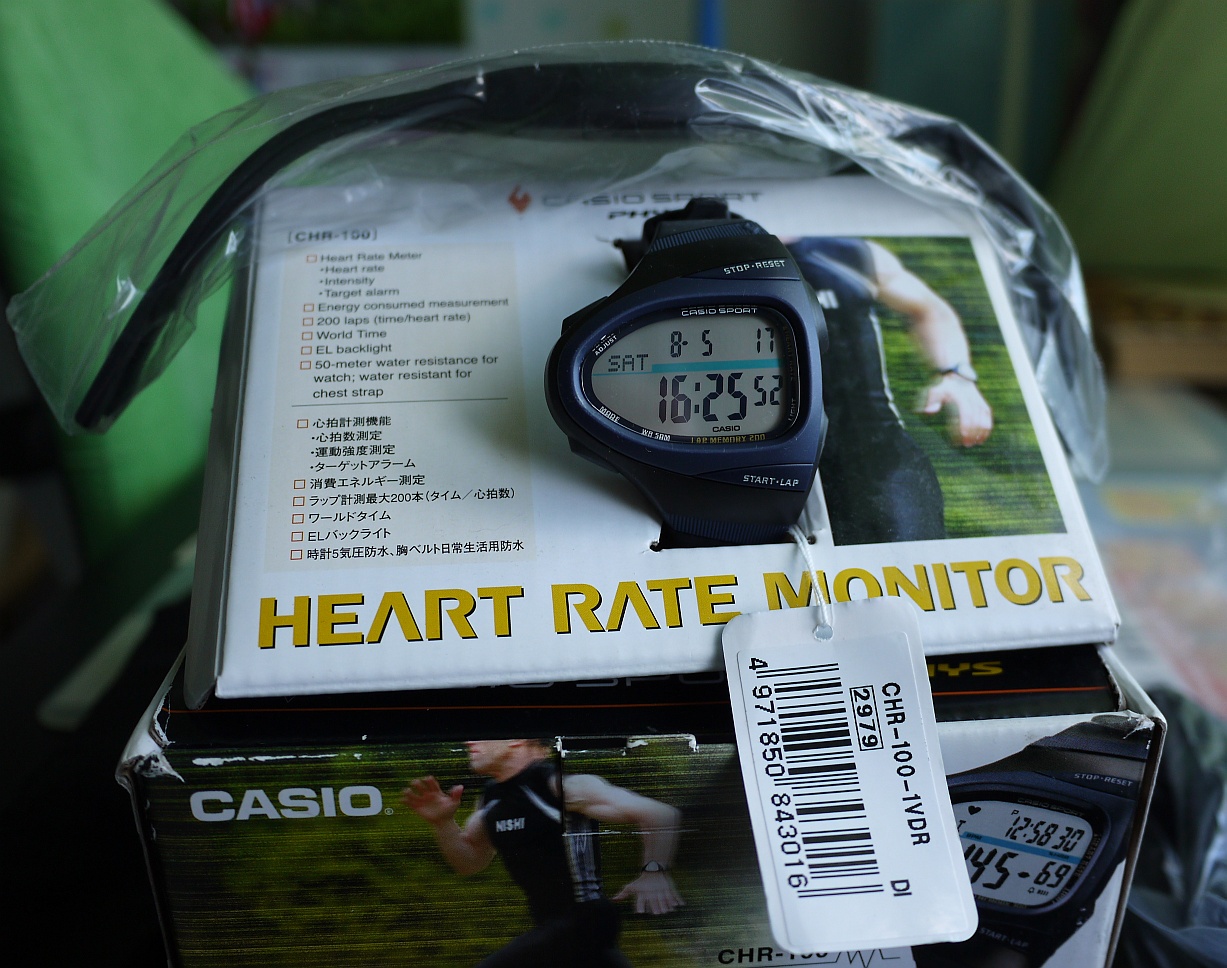 CASIO SPORT
[CHR-100]
Heart Rate Meter
・Heart rate
・Intensity
・Target alarm
Energy consumed measurement
200 laps (time/heart rate)
World Time
EL backlight
50-meter water resistance for
watch; water resistant for
chest strap
心拍計測機能
・心拍数測定
・運動強度測定
・ターゲットアラーム
消費エネルギー測定
ラップ計測最大200本(タイム／心拍数)
ワールドタイム
ELバックライト
時計5気圧防水、胸ベルト日常生活用防水
STOP・RESET
CASIO SPORT
ADJUST
8- 5 17
SAT
16:25 52
CASIO
WR 50M
LAP MEMORY 200
START・LAP
HEART RATE MONITOR
CHR-100-1VDR DI
2979
4 971850 843016
CASIO
NISHI
STOP・RESET
12:58 30
145-69
START・LAP
CHR-100